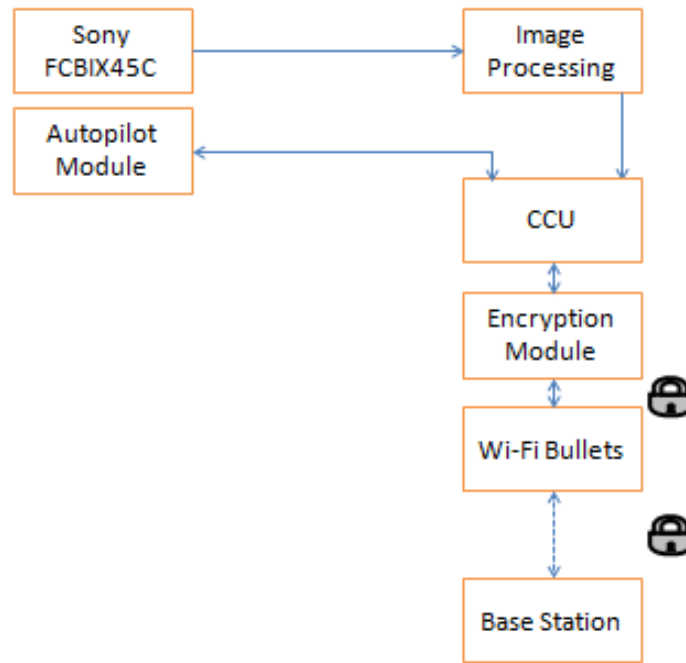 Sony
FCBIX45C
Image
Processing
Autopilot
Module
CCU
Encryption
Module
Wi-Fi Bullets
Base Station